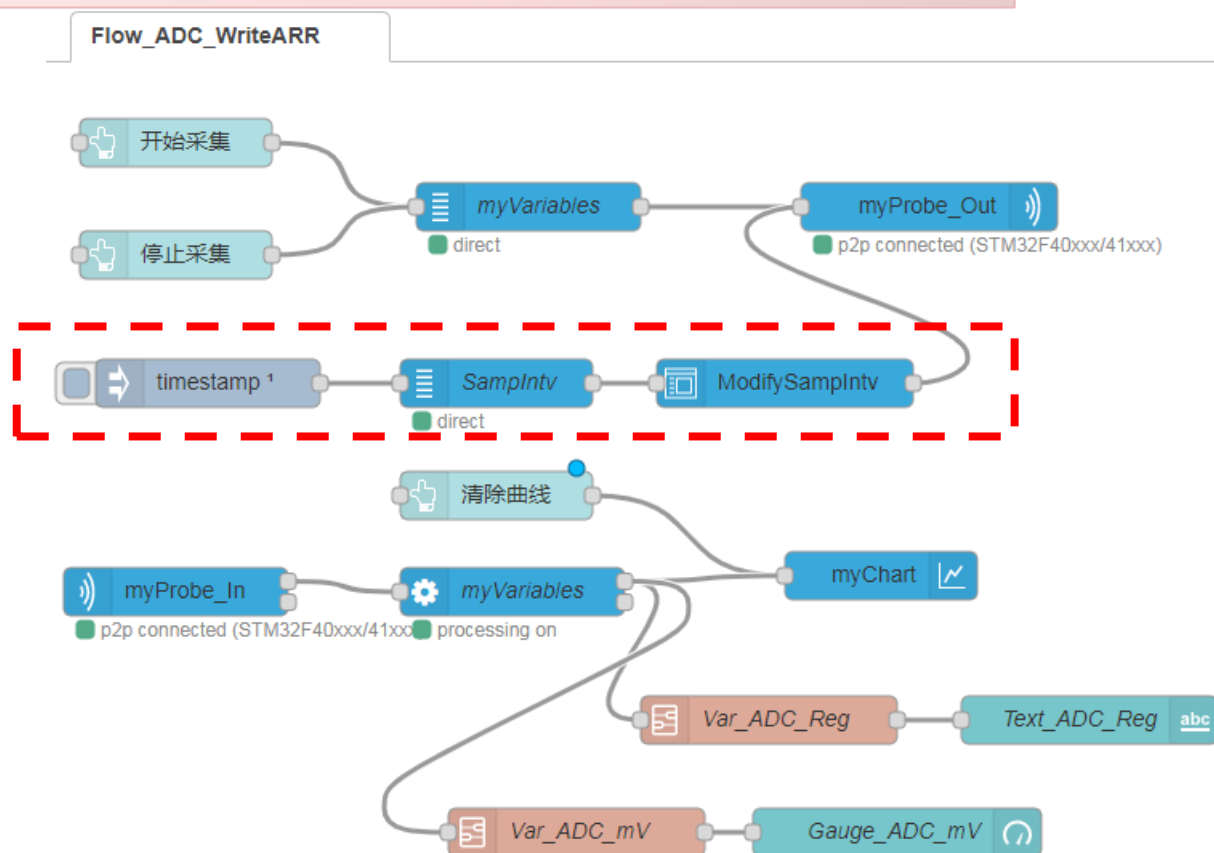 Flow_ADC_WriteARR
开始采集
myVariables
direct
myProbe_Out
p2p connected (STM32F40xxx/41xxx)
停止采集
timestamp ¹
SampIntv
direct
ModifySampIntv
清除曲线
myProbe_In
p2p connected (STM32F40xxx/41xxx
myVariables
processing on
myChart
Var_ADC_Reg
Text_ADC_Reg
abc
Var_ADC_mV
Gauge_ADC_mV